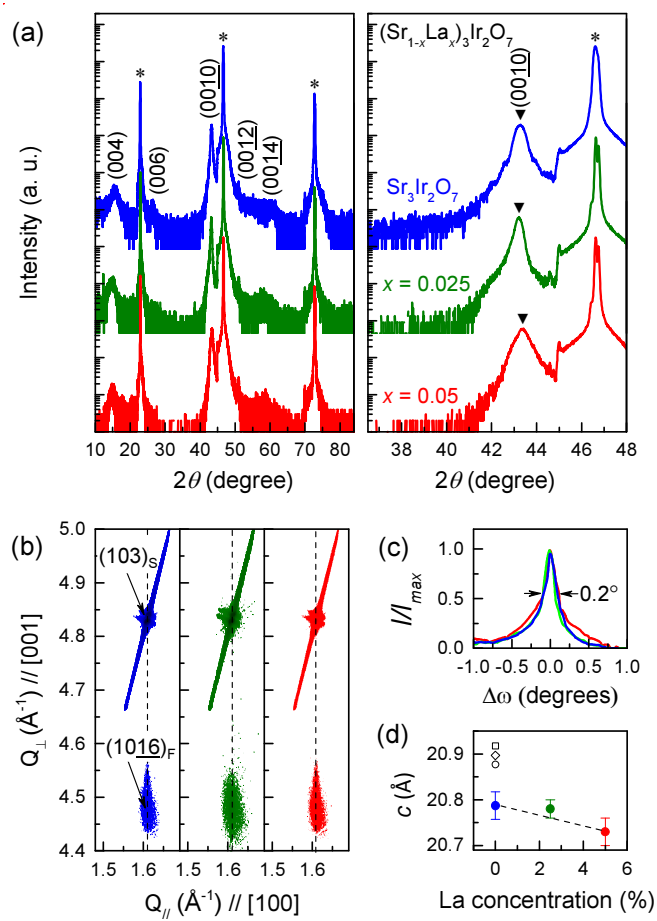 (a)
(Sr1-xLax)3Ir2O7
* * * *
(004)
(006)
(0010)
(0012)
(0014)
(0010)
Sr3Ir2O7
x = 0.025
x = 0.05
Intensity (a. u.)
10 20 30 40 50 60 70 80
38 40 42 44 46 48
2θ (degree)
2θ (degree)
(b)
5.0
4.9
4.8
4.7
4.6
4.5
4.4
(103)S
(1016)F
Q⊥ (Å-1) // [001]
1.5 1.6 1.5 1.6 1.5 1.6
Q// (Å-1) // [100]
(c)
1.0
0.5
0.0
I/Imax
0.2°
-1.0 -0.5 0.0 0.5 1.0
Δω (degrees)
(d)
20.9
20.8
20.7
c (Å)
0 5
La concentration (%)